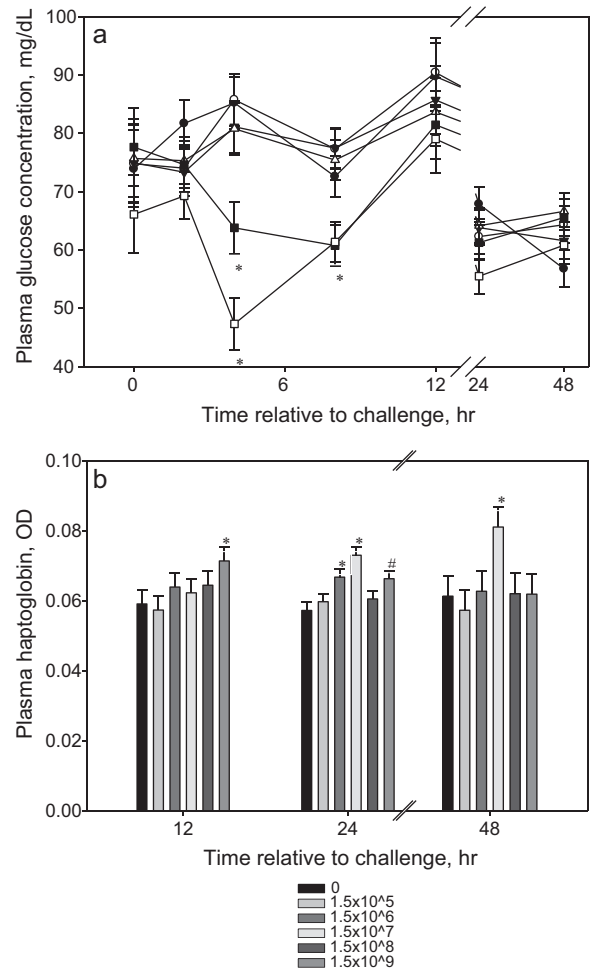 a
Plasma glucose concentration, mg/dL
100
90
80
70
60
50
40
*
*
*
0
6
12
24
48
Time relative to challenge, hr
b
Plasma haptoglobin, OD
0.10
0.08
0.06
0.04
0.02
0.00
*
*
*
#
*
12
24
48
Time relative to challenge, hr
0
1.5x10^5
1.5x10^6
1.5x10^7
1.5x10^8
1.5x10^9